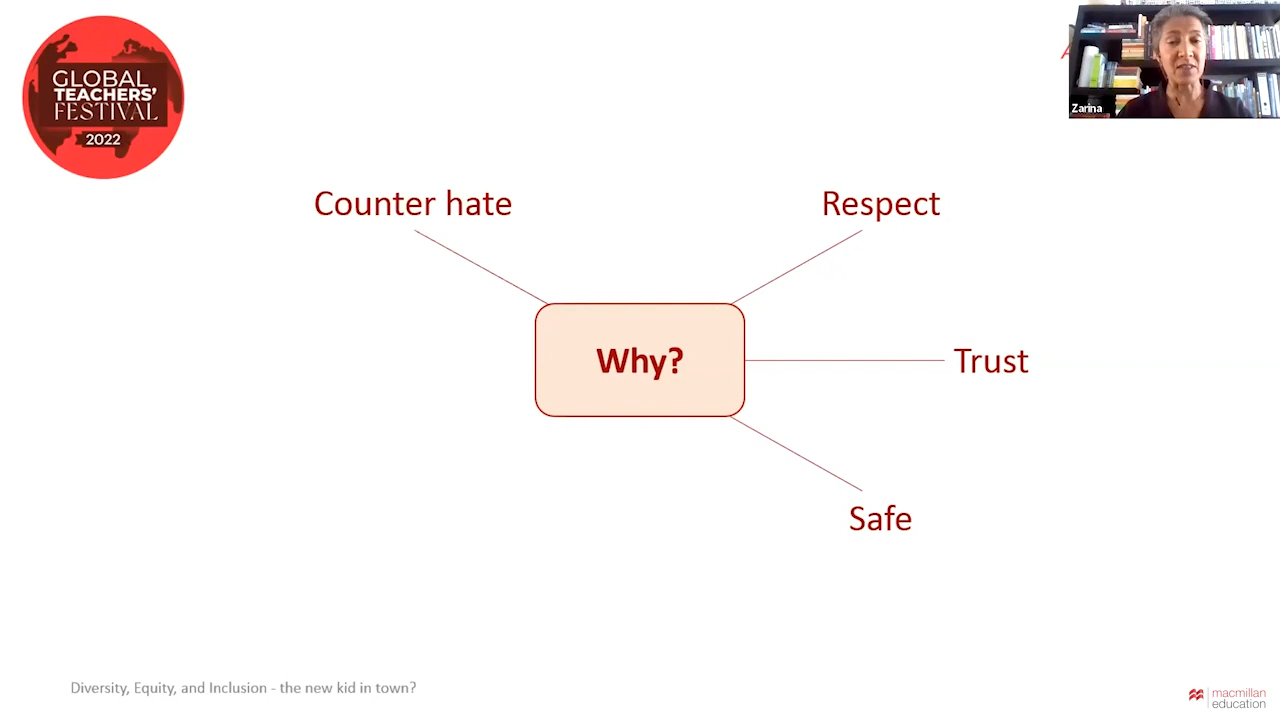 GLOBAL
TEACHERS'
FESTIVAL
2022
Zarina
Counter hate
Respect
Why?
Trust
Safe
Diversity, Equity, and Inclusion - the new kid in town?
macmillan
education